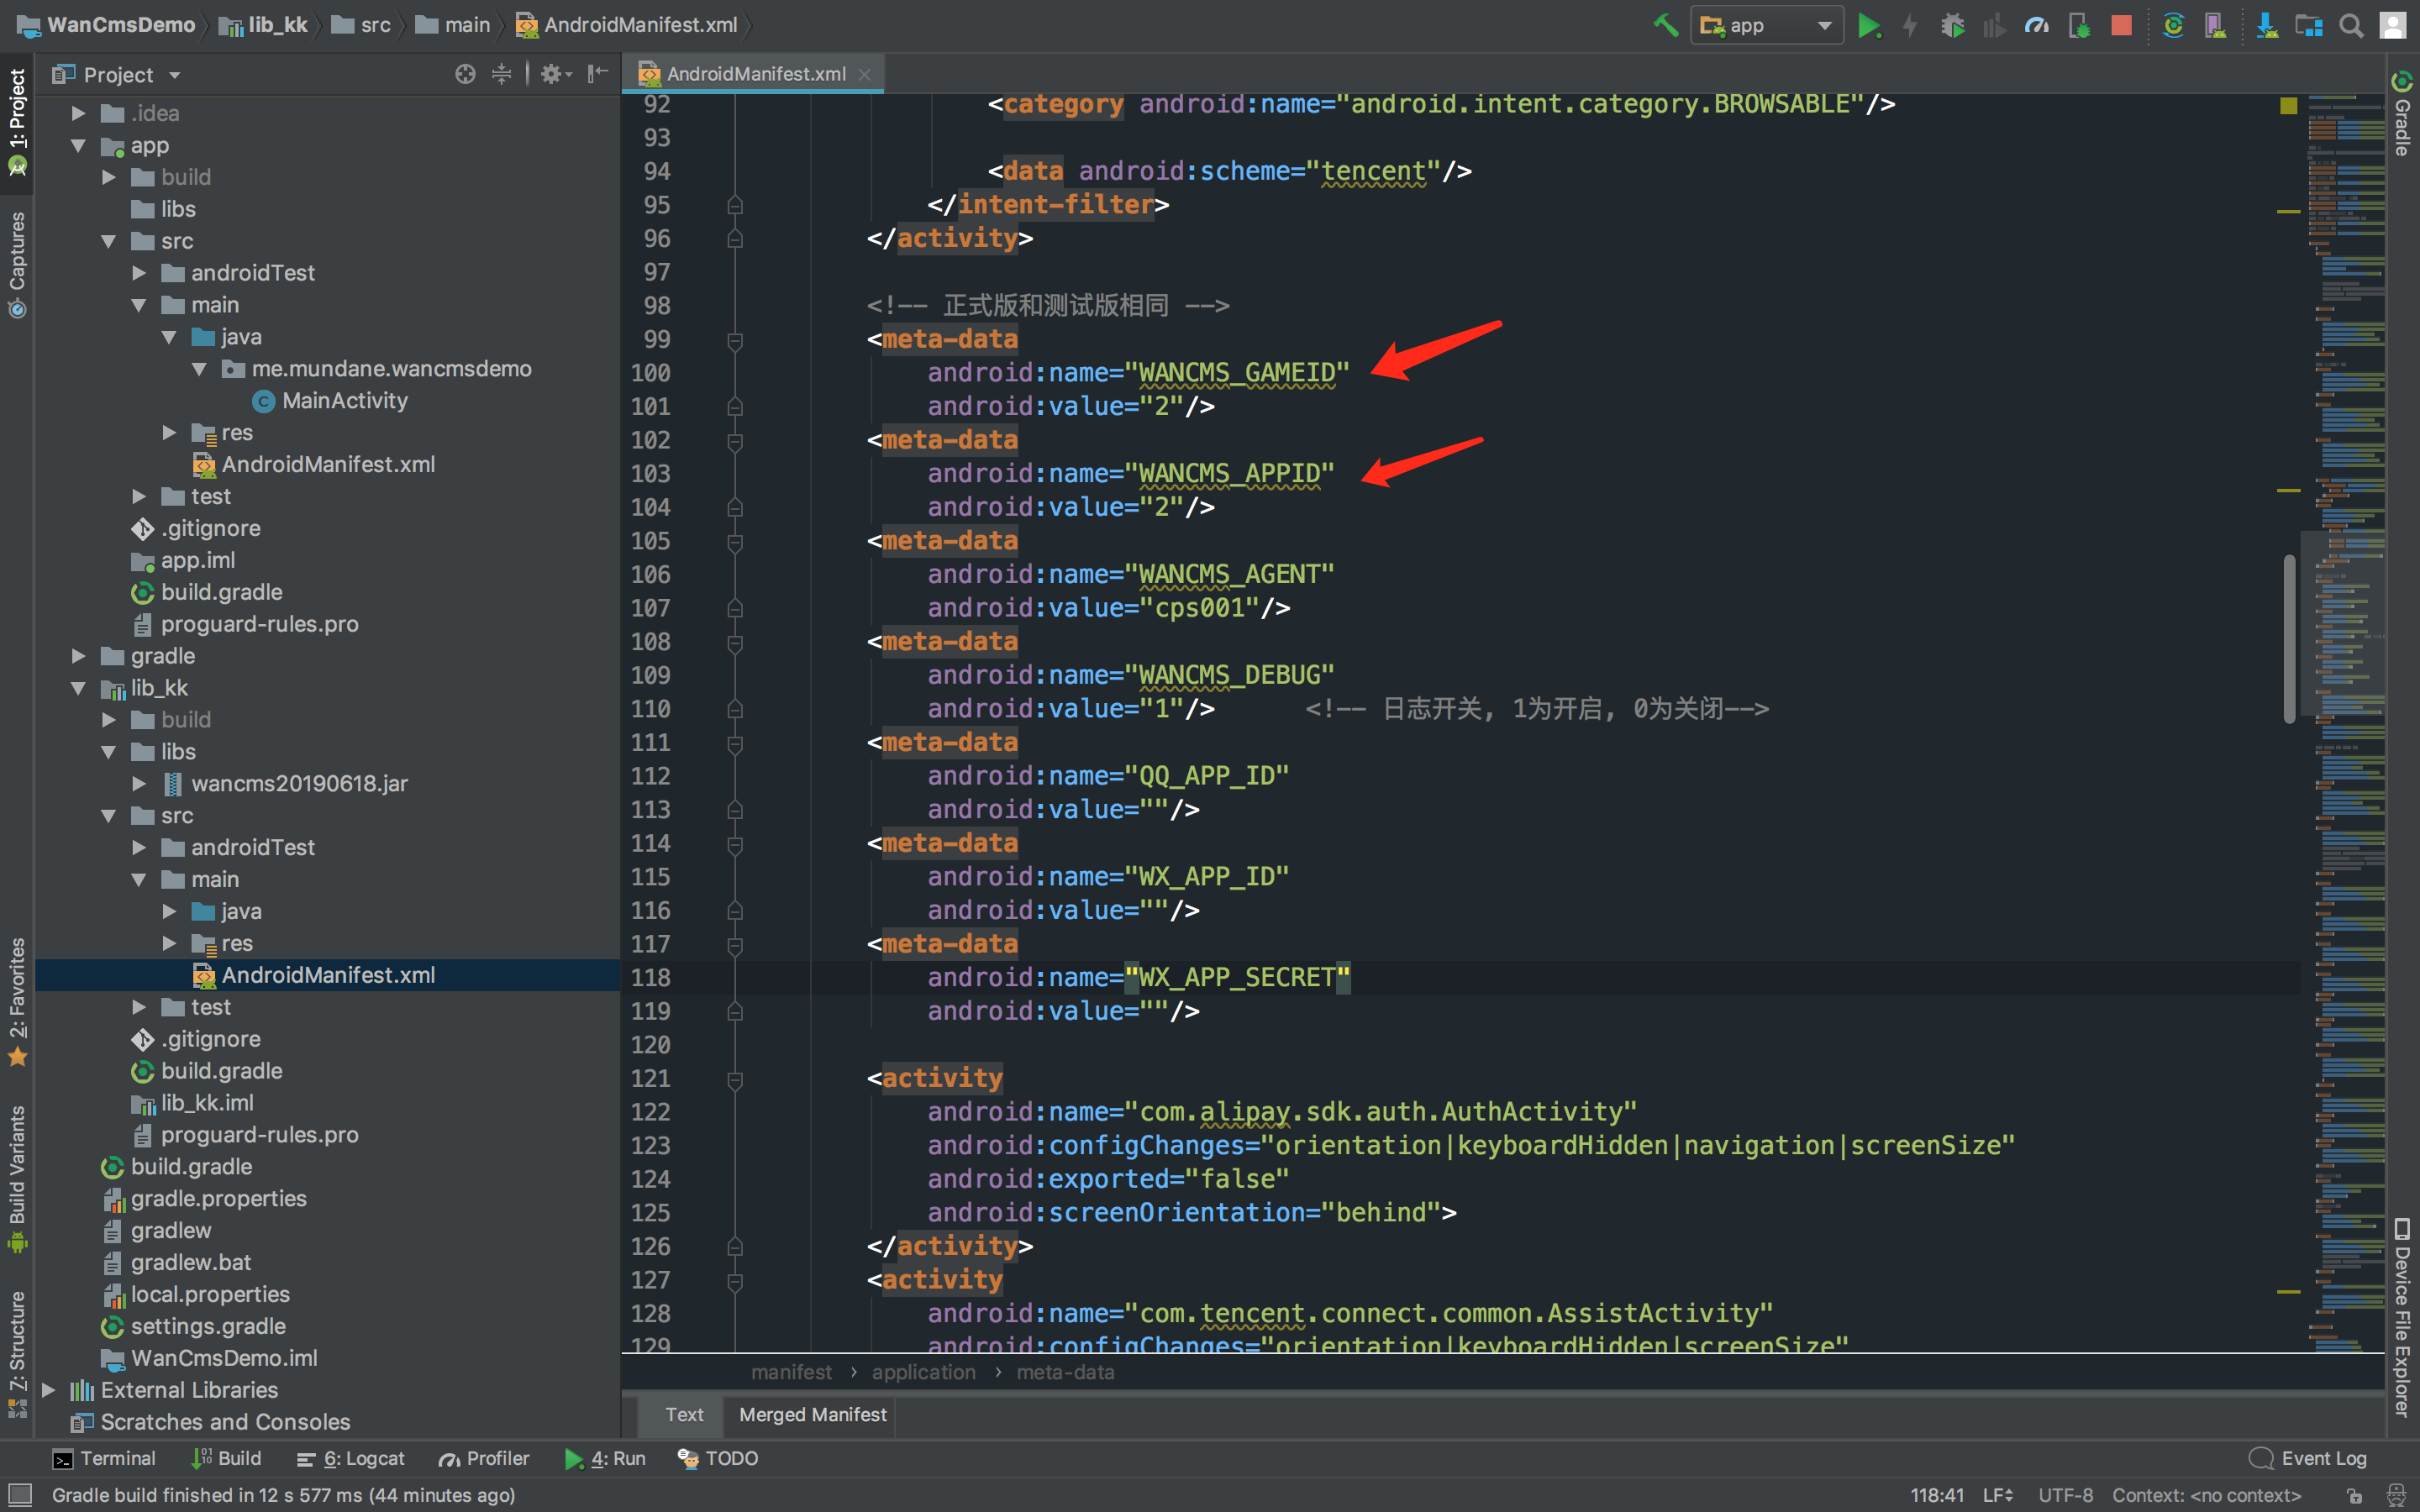 WanCmsDemo lib_kk src main AndroidManifest.xml app
1: Project
Captures
2: Favorites
Build Variants
7: Structure
Project
.idea
app
build
libs
src
androidTest
main
java
me.mundane.wancmsdemo
MainActivity
res
AndroidManifest.xml
test
.gitignore
app.iml
build.gradle
proguard-rules.pro
gradle
lib_kk
build
libs
wancms20190618.jar
src
androidTest
main
java
res
AndroidManifest.xml
test
.gitignore
build.gradle
lib_kk.iml
proguard-rules.pro
build.gradle
gradle.properties
gradlew
gradlew.bat
local.properties
settings.gradle
WanCmsDemo.iml
External Libraries
Scratches and Consoles
AndroidManifest.xml
92 <category android:name="android.intent.category.BROWSABLE"/>
93
94 <data android:scheme="tencent"/>
95 </intent-filter>
96 </activity>
97
98 <!-- 正式版和测试版相同 -->
99 <meta-data
100 android:name="WANCMS_GAMEID"
101 android:value="2"/>
102 <meta-data
103 android:name="WANCMS_APPID"
104 android:value="2"/>
105 <meta-data
106 android:name="WANCMS_AGENT"
107 android:value="cps001"/>
108 <meta-data
109 android:name="WANCMS_DEBUG"
110 android:value="1"/> <!-- 日志开关, 1为开启, 0为关闭-->
111 <meta-data
112 android:name="QQ_APP_ID"
113 android:value=""/>
114 <meta-data
115 android:name="WX_APP_ID"
116 android:value=""/>
117 <meta-data
118 android:name="WX_APP_SECRET"
119 android:value=""/>
120
121 <activity
122 android:name="com.alipay.sdk.auth.AuthActivity"
123 android:configChanges="orientation|keyboardHidden|navigation|screenSize"
124 android:exported="false"
125 android:screenOrientation="behind">
126 </activity>
127 <activity
128 android:name="com.tencent.connect.common.AssistActivity"
129 android:configChanges="orientation|keyboardHidden|screenSize"
manifest › application › meta-data
Text Merged Manifest
Gradle
Device File Explorer
Terminal Build 6: Logcat Profiler 4: Run TODO Event Log
Gradle build finished in 12 s 577 ms (44 minutes ago) 118:41 LF UTF-8 Context: <no context>